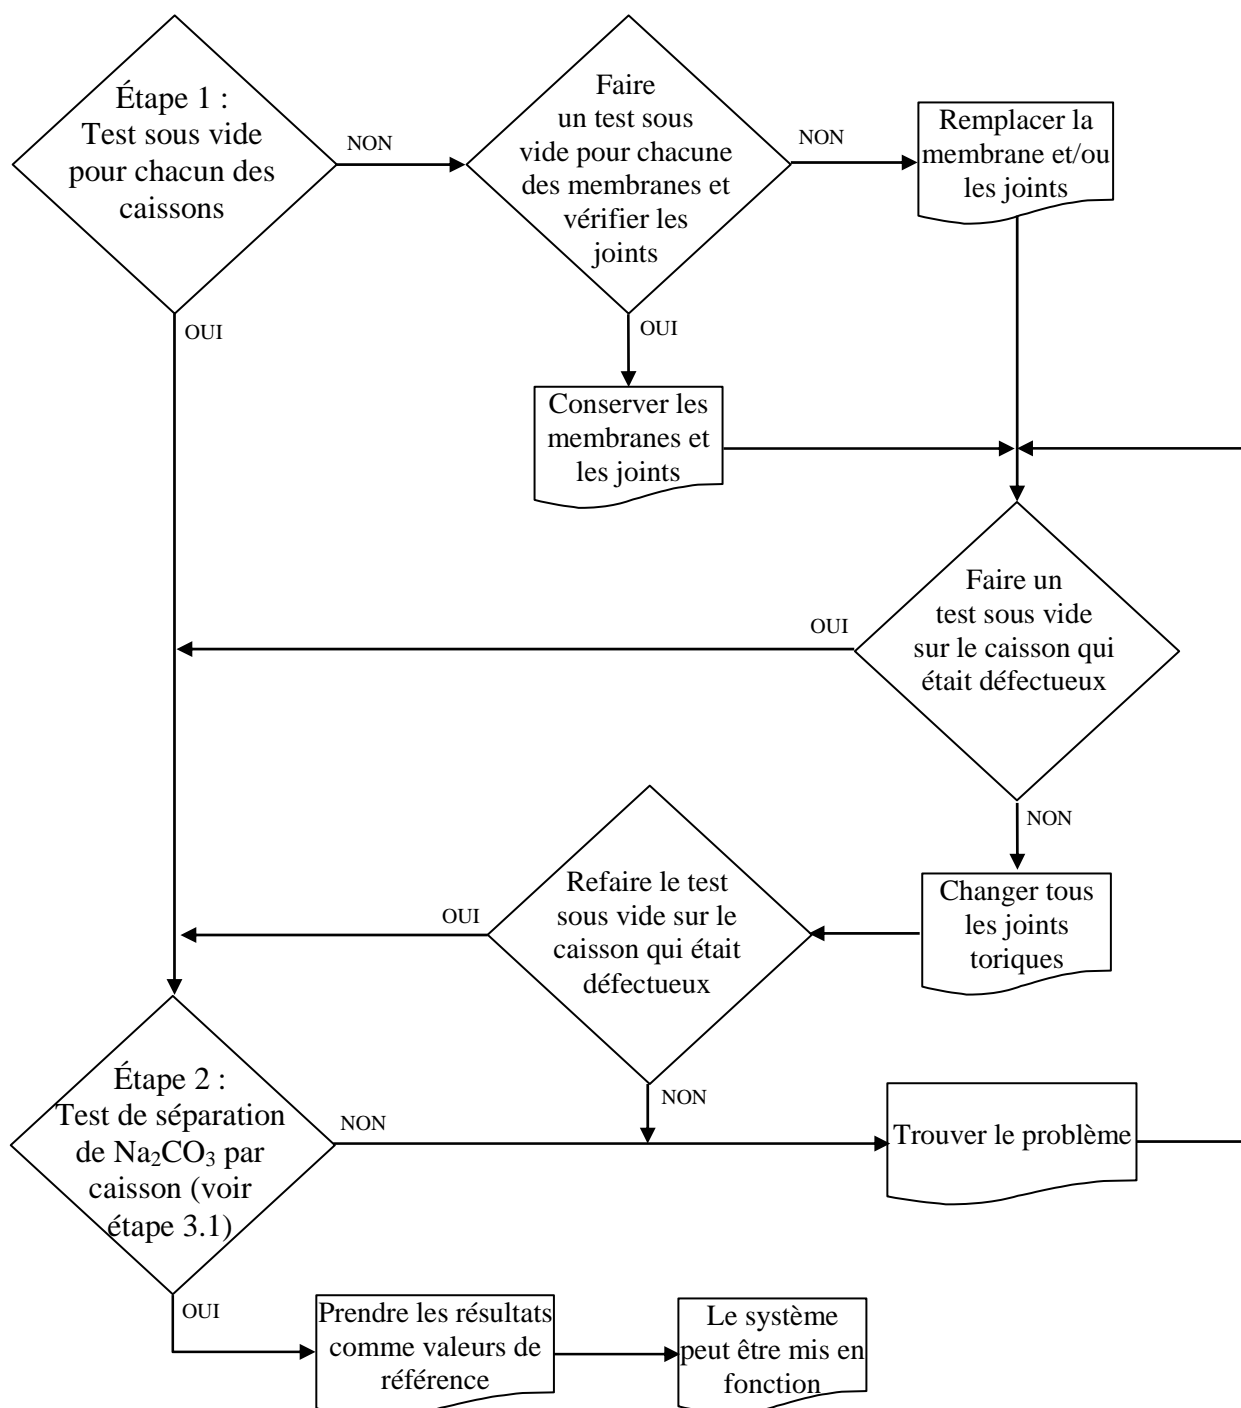 Étape 1 :
Test sous vide
pour chacun des
caissons
NON
Faire
un test sous
vide pour chacune
des membranes et
vérifier les
joints
NON
Remplacer la
membrane et/ou
les joints
OUI
OUI
Conserver les
membranes et
les joints
Faire un
test sous vide
sur le caisson qui
était défectueux
OUI
NON
Changer tous
les joints
toriques
Refaire le test
sous vide sur le
caisson qui était
défectueux
OUI
NON
Étape 2 :
Test de séparation
de Na₂CO₃ par
caisson (voir
étape 3.1)
NON
Trouver le problème
OUI
Prendre les résultats
comme valeurs de
référence
Le système
peut être mis en
fonction